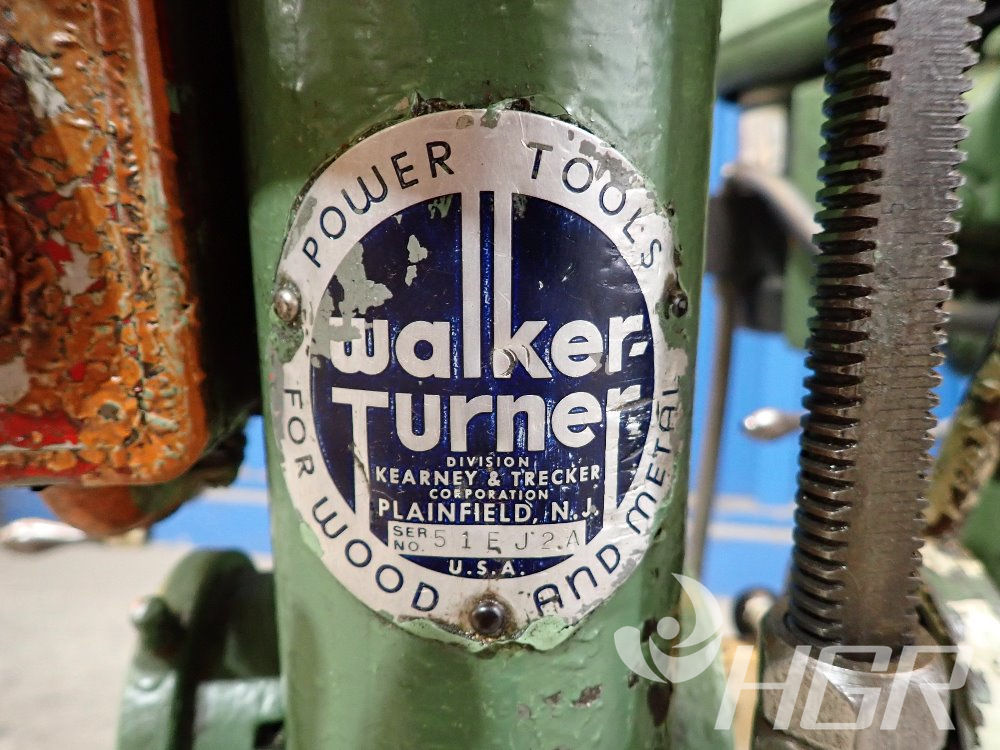 POWER TOOLS
walker-
Turner
DIVISION
KEARNEY & TRECKER
CORPORATION
PLAINFIELD, N.J.
SER. NO. 51EJ2A
U.S.A.
FOR WOOD AND METAL
HGR